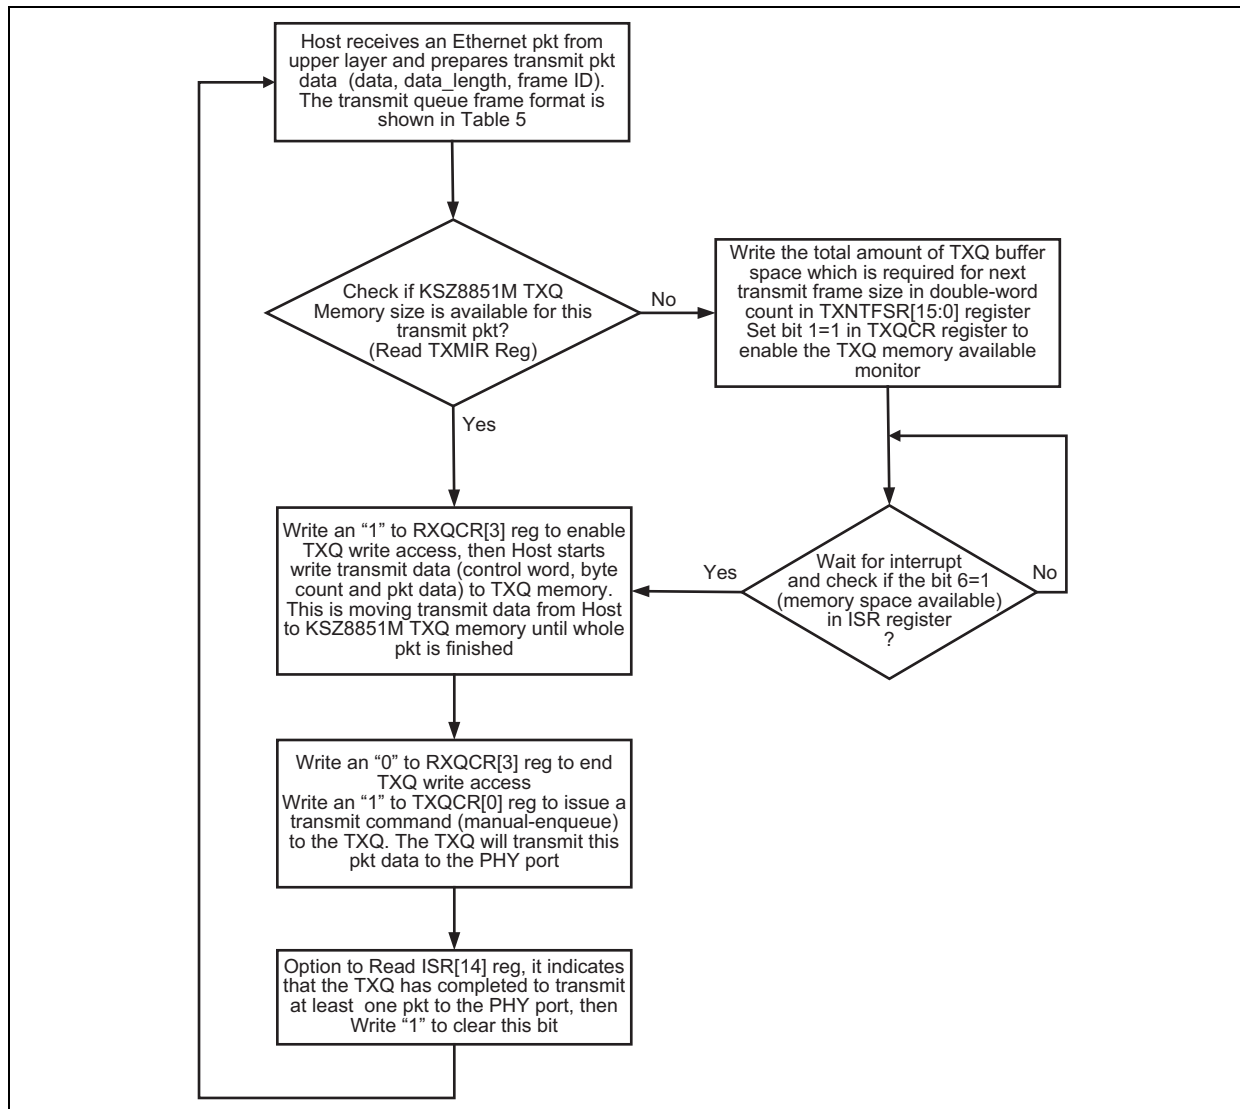 Host receives an Ethernet pkt from
upper layer and prepares transmit pkt
data (data, data_length, frame ID).
The transmit queue frame format is
shown in Table 5
Check if KSZ8851M TXQ
Memory size is available for this
transmit pkt?
(Read TXMIR Reg)
No
Write the total amount of TXQ buffer
space which is required for next
transmit frame size in double-word
count in TXNTFSR[15:0] register
Set bit 1=1 in TXQCR register to
enable the TXQ memory available
monitor
Yes
Write an “1” to RXQCR[3] reg to enable
TXQ write access, then Host starts
write transmit data (control word, byte
count and pkt data) to TXQ memory.
This is moving transmit data from Host
to KSZ8851M TXQ memory until whole
pkt is finished
Yes
Wait for interrupt
and check if the bit 6=1
(memory space available)
in ISR register
?
No
Write an “0” to RXQCR[3] reg to end
TXQ write access
Write an “1” to TXQCR[0] reg to issue a
transmit command (manual-enqueue)
to the TXQ. The TXQ will transmit this
pkt data to the PHY port
Option to Read ISR[14] reg, it indicates
that the TXQ has completed to transmit
at least one pkt to the PHY port, then
Write “1” to clear this bit